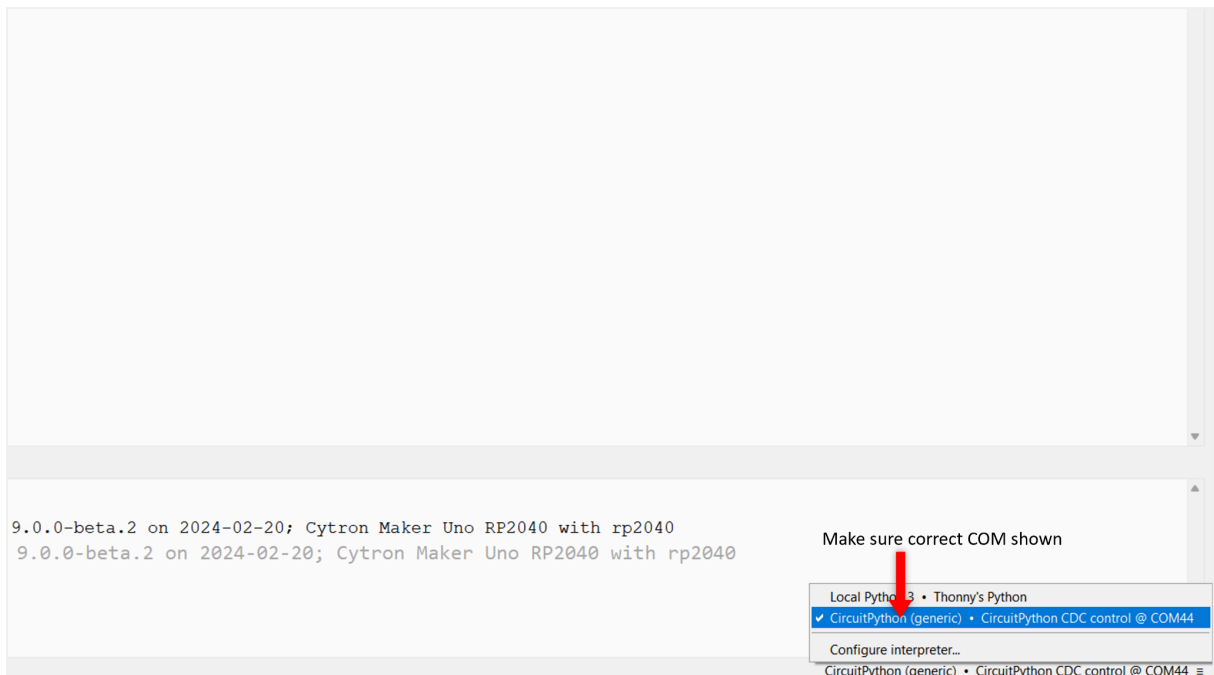 9.0.0-beta.2 on 2024-02-20; Cytron Maker Uno RP2040 with rp2040
9.0.0-beta.2 on 2024-02-20; Cytron Maker Uno RP2040 with rp2040
Make sure correct COM shown
Local Python 3 • Thonny's Python
✓ CircuitPython (generic) • CircuitPython CDC control @ COM44
Configure interpreter...
CircuitPython (generic) • CircuitPython CDC control @ COM44 ≡